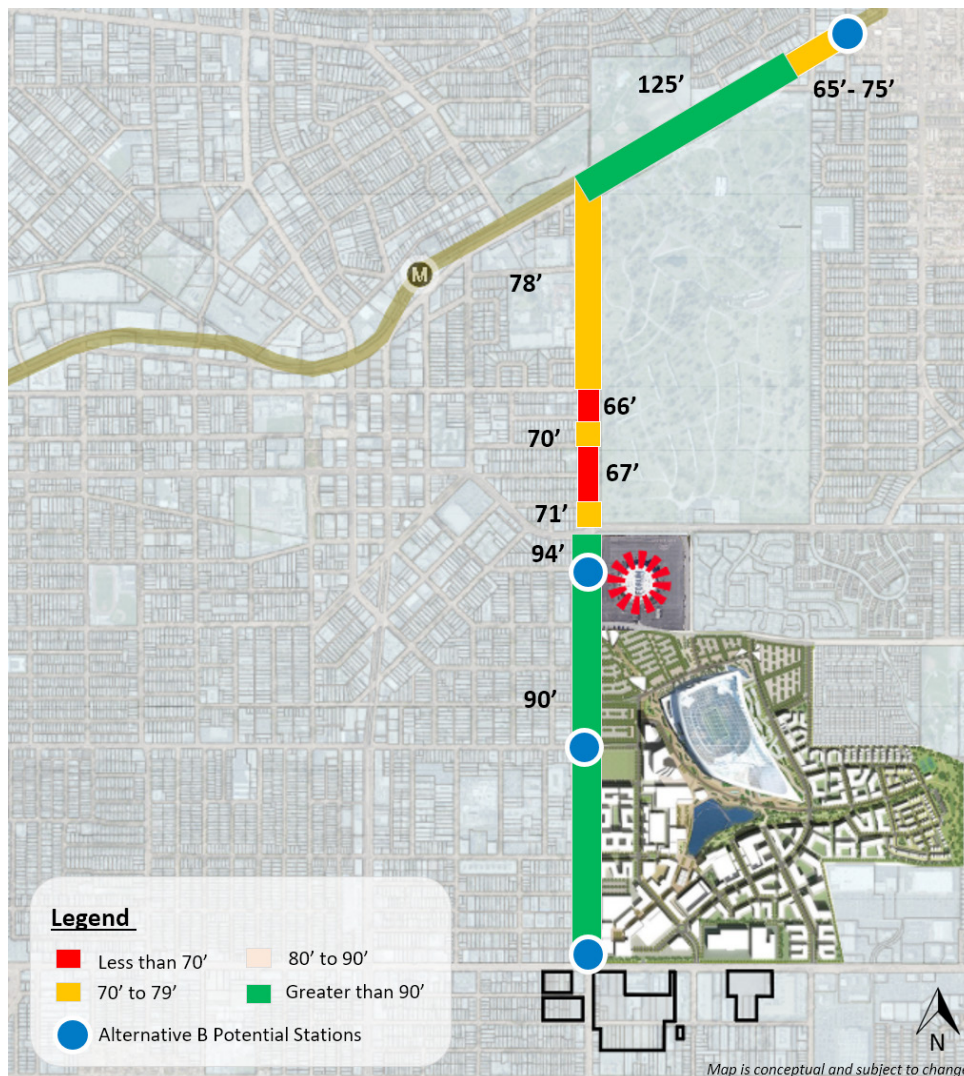 125’
65’- 75’
M
78’
66’
70’
67’
71’
94’
90’
Legend
Less than 70’
80’ to 90’
70’ to 79’
Greater than 90’
Alternative B Potential Stations
N
Map is conceptual and subject to change